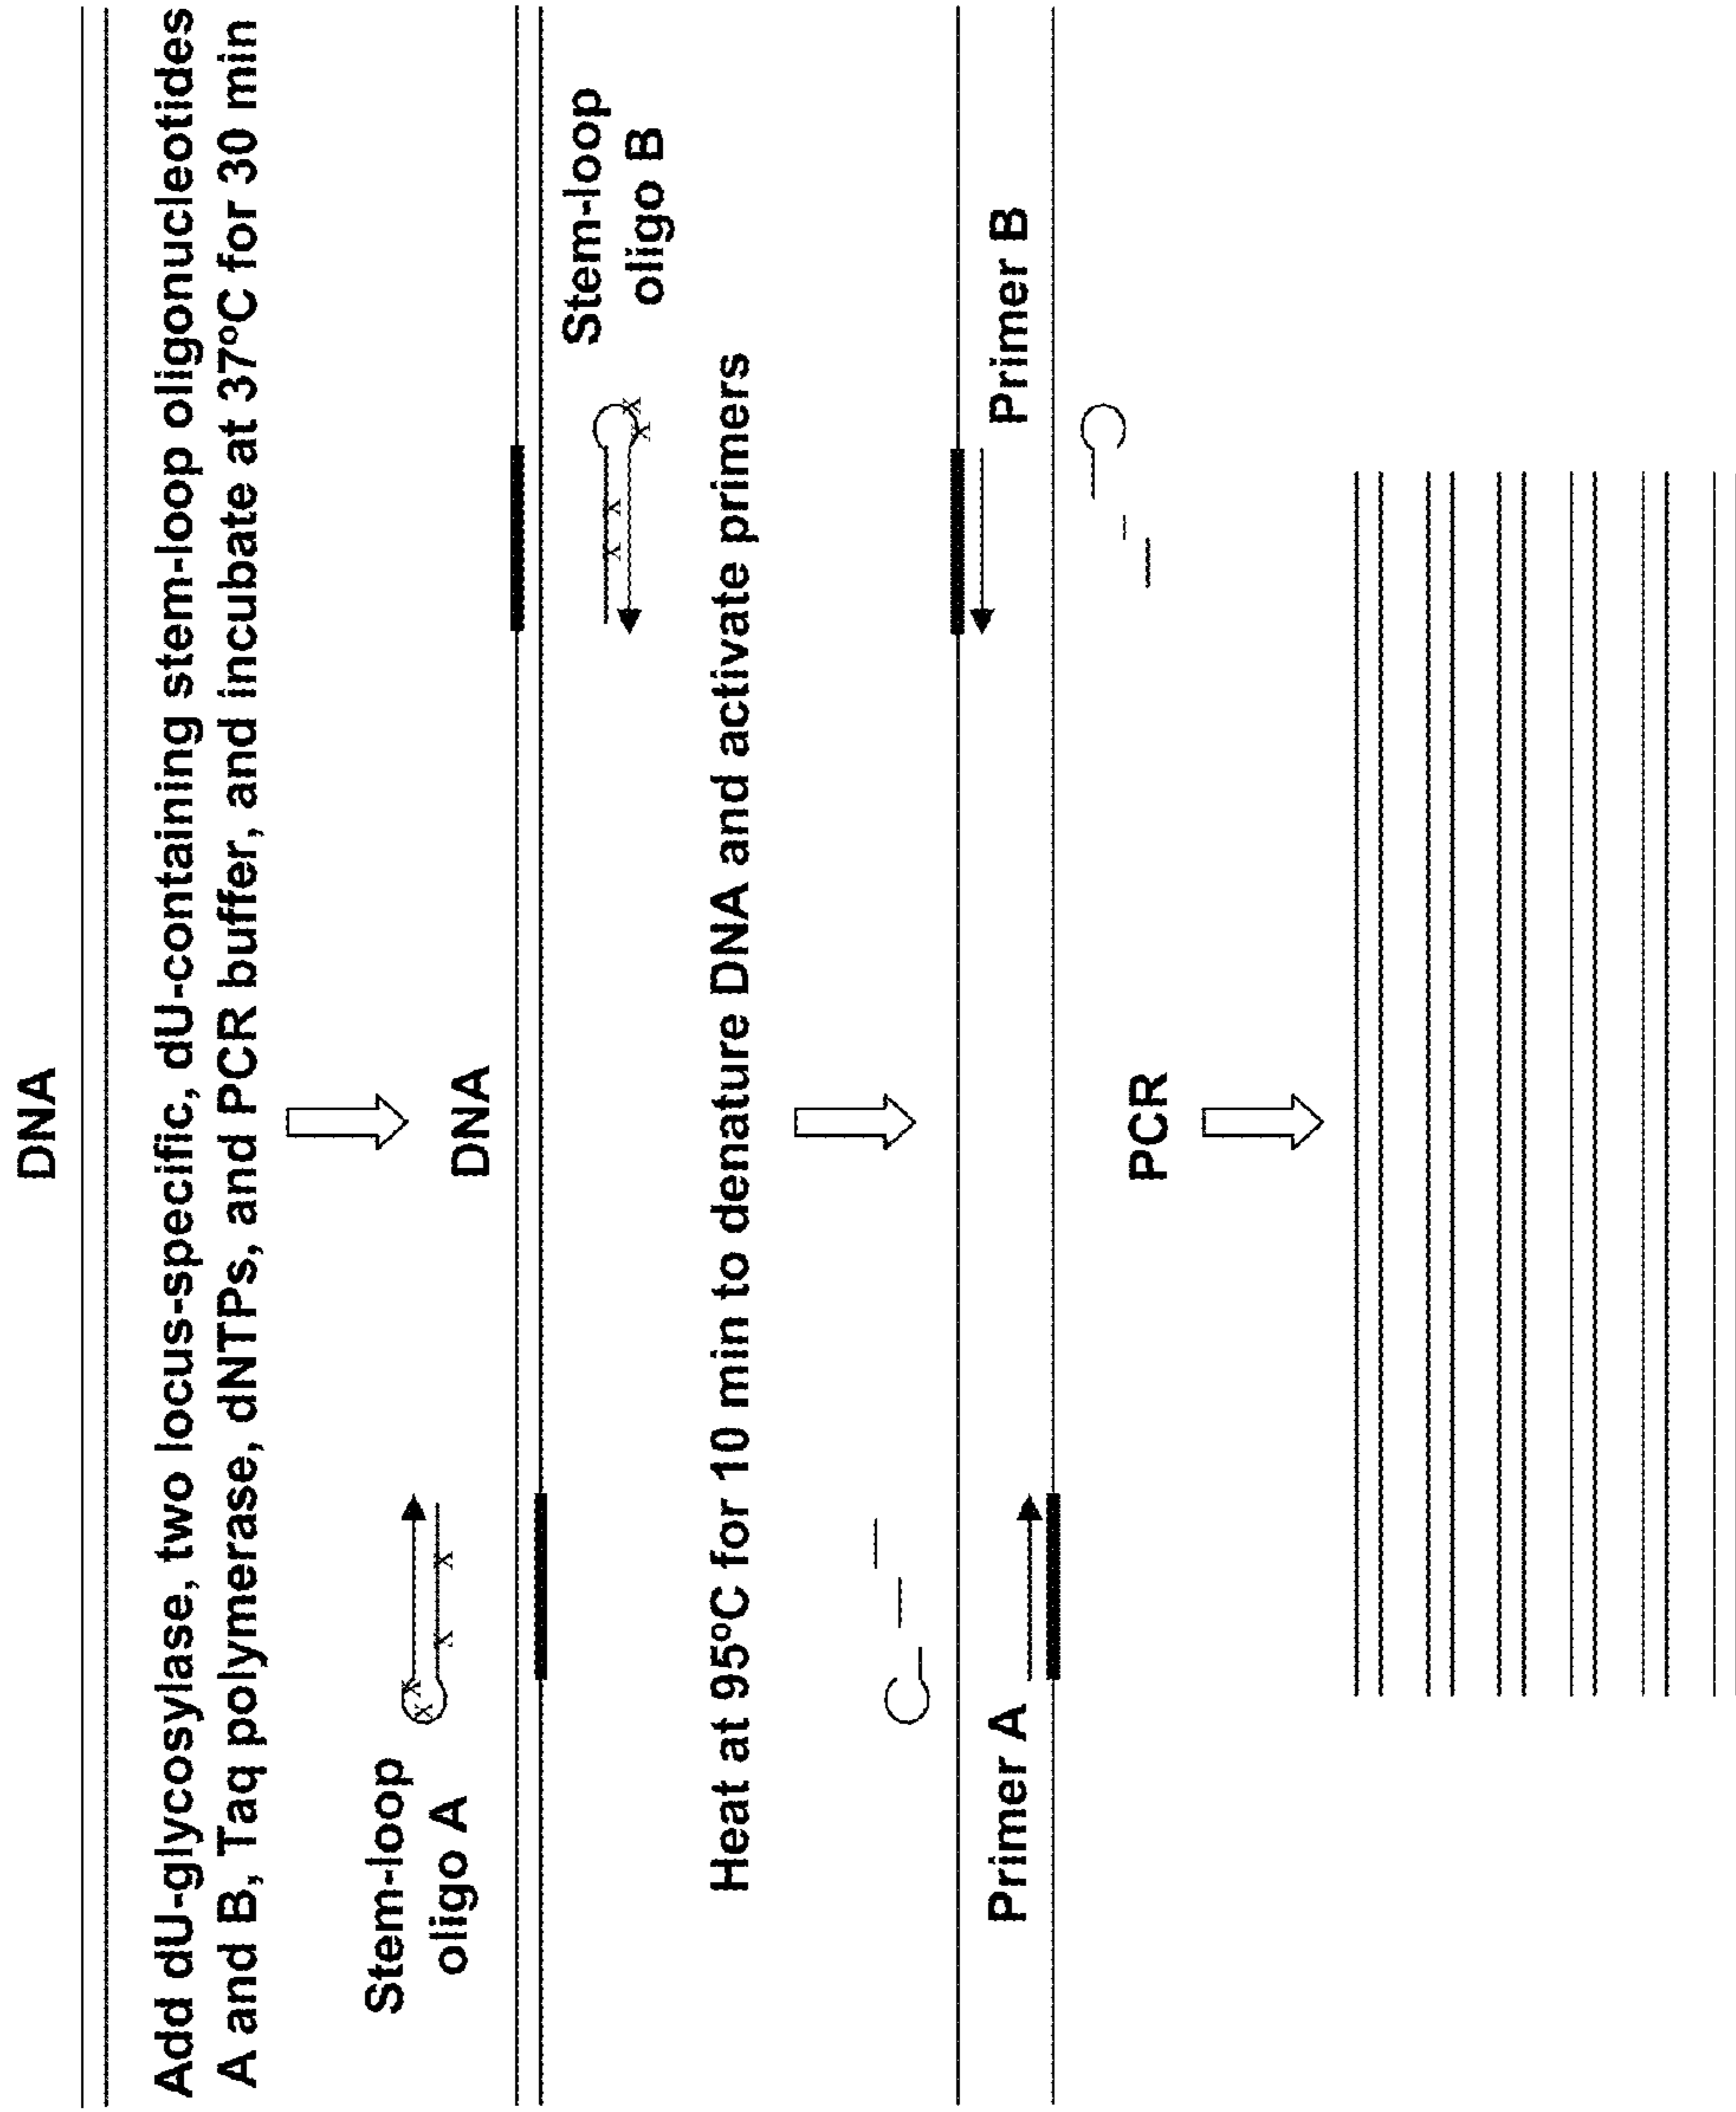 DNA
Add dU-glycosylase, two locus-specific, dU-containing stem-loop oligonucleotides
A and B, Taq polymerase, dNTPs, and PCR buffer, and incubate at 37ºC for 30 min
Stem-loop
oligo A
x
x
x
x
DNA
x
x
x
x
Stem-loop
oligo B
Heat at 95ºC for 10 min to denature DNA and activate primers
Primer A
Primer B
PCR